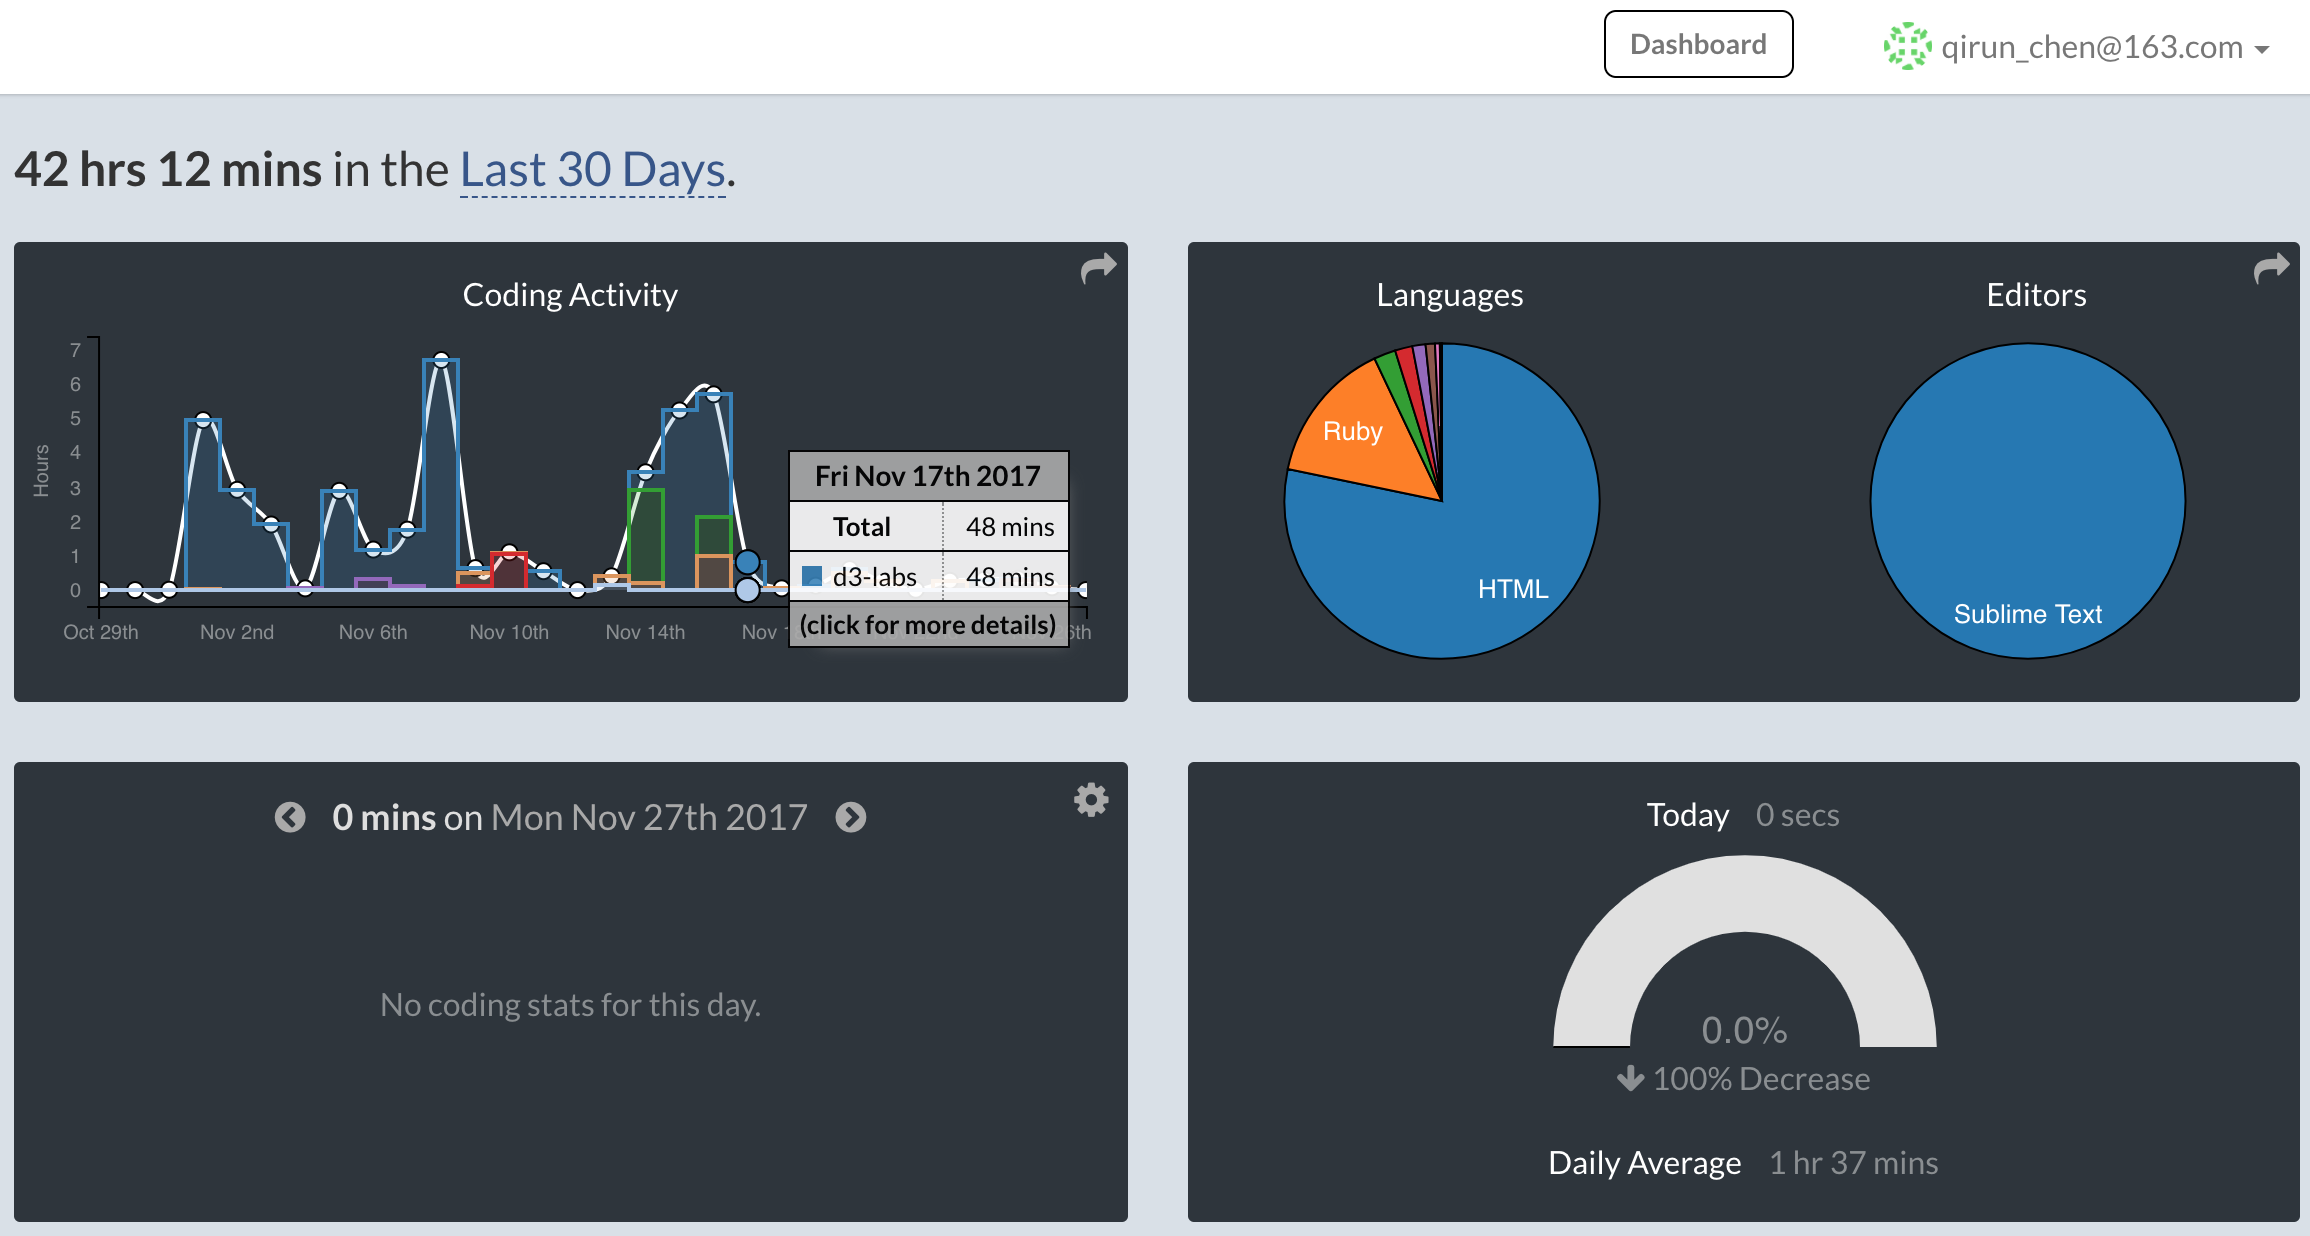 Dashboard
qirun_chen@163.com
42 hrs 12 mins in the Last 30 Days.
Coding Activity
Hours
7
6
5
4
3
2
1
0
Oct 29th
Nov 2nd
Nov 6th
Nov 10th
Nov 14th
Nov
Fri Nov 17th 2017
Total 48 mins
d3-labs 48 mins
(click for more details)
Languages
Ruby
HTML
Editors
Sublime Text
0 mins on Mon Nov 27th 2017
No coding stats for this day.
Today 0 secs
0.0%
100% Decrease
Daily Average 1 hr 37 mins